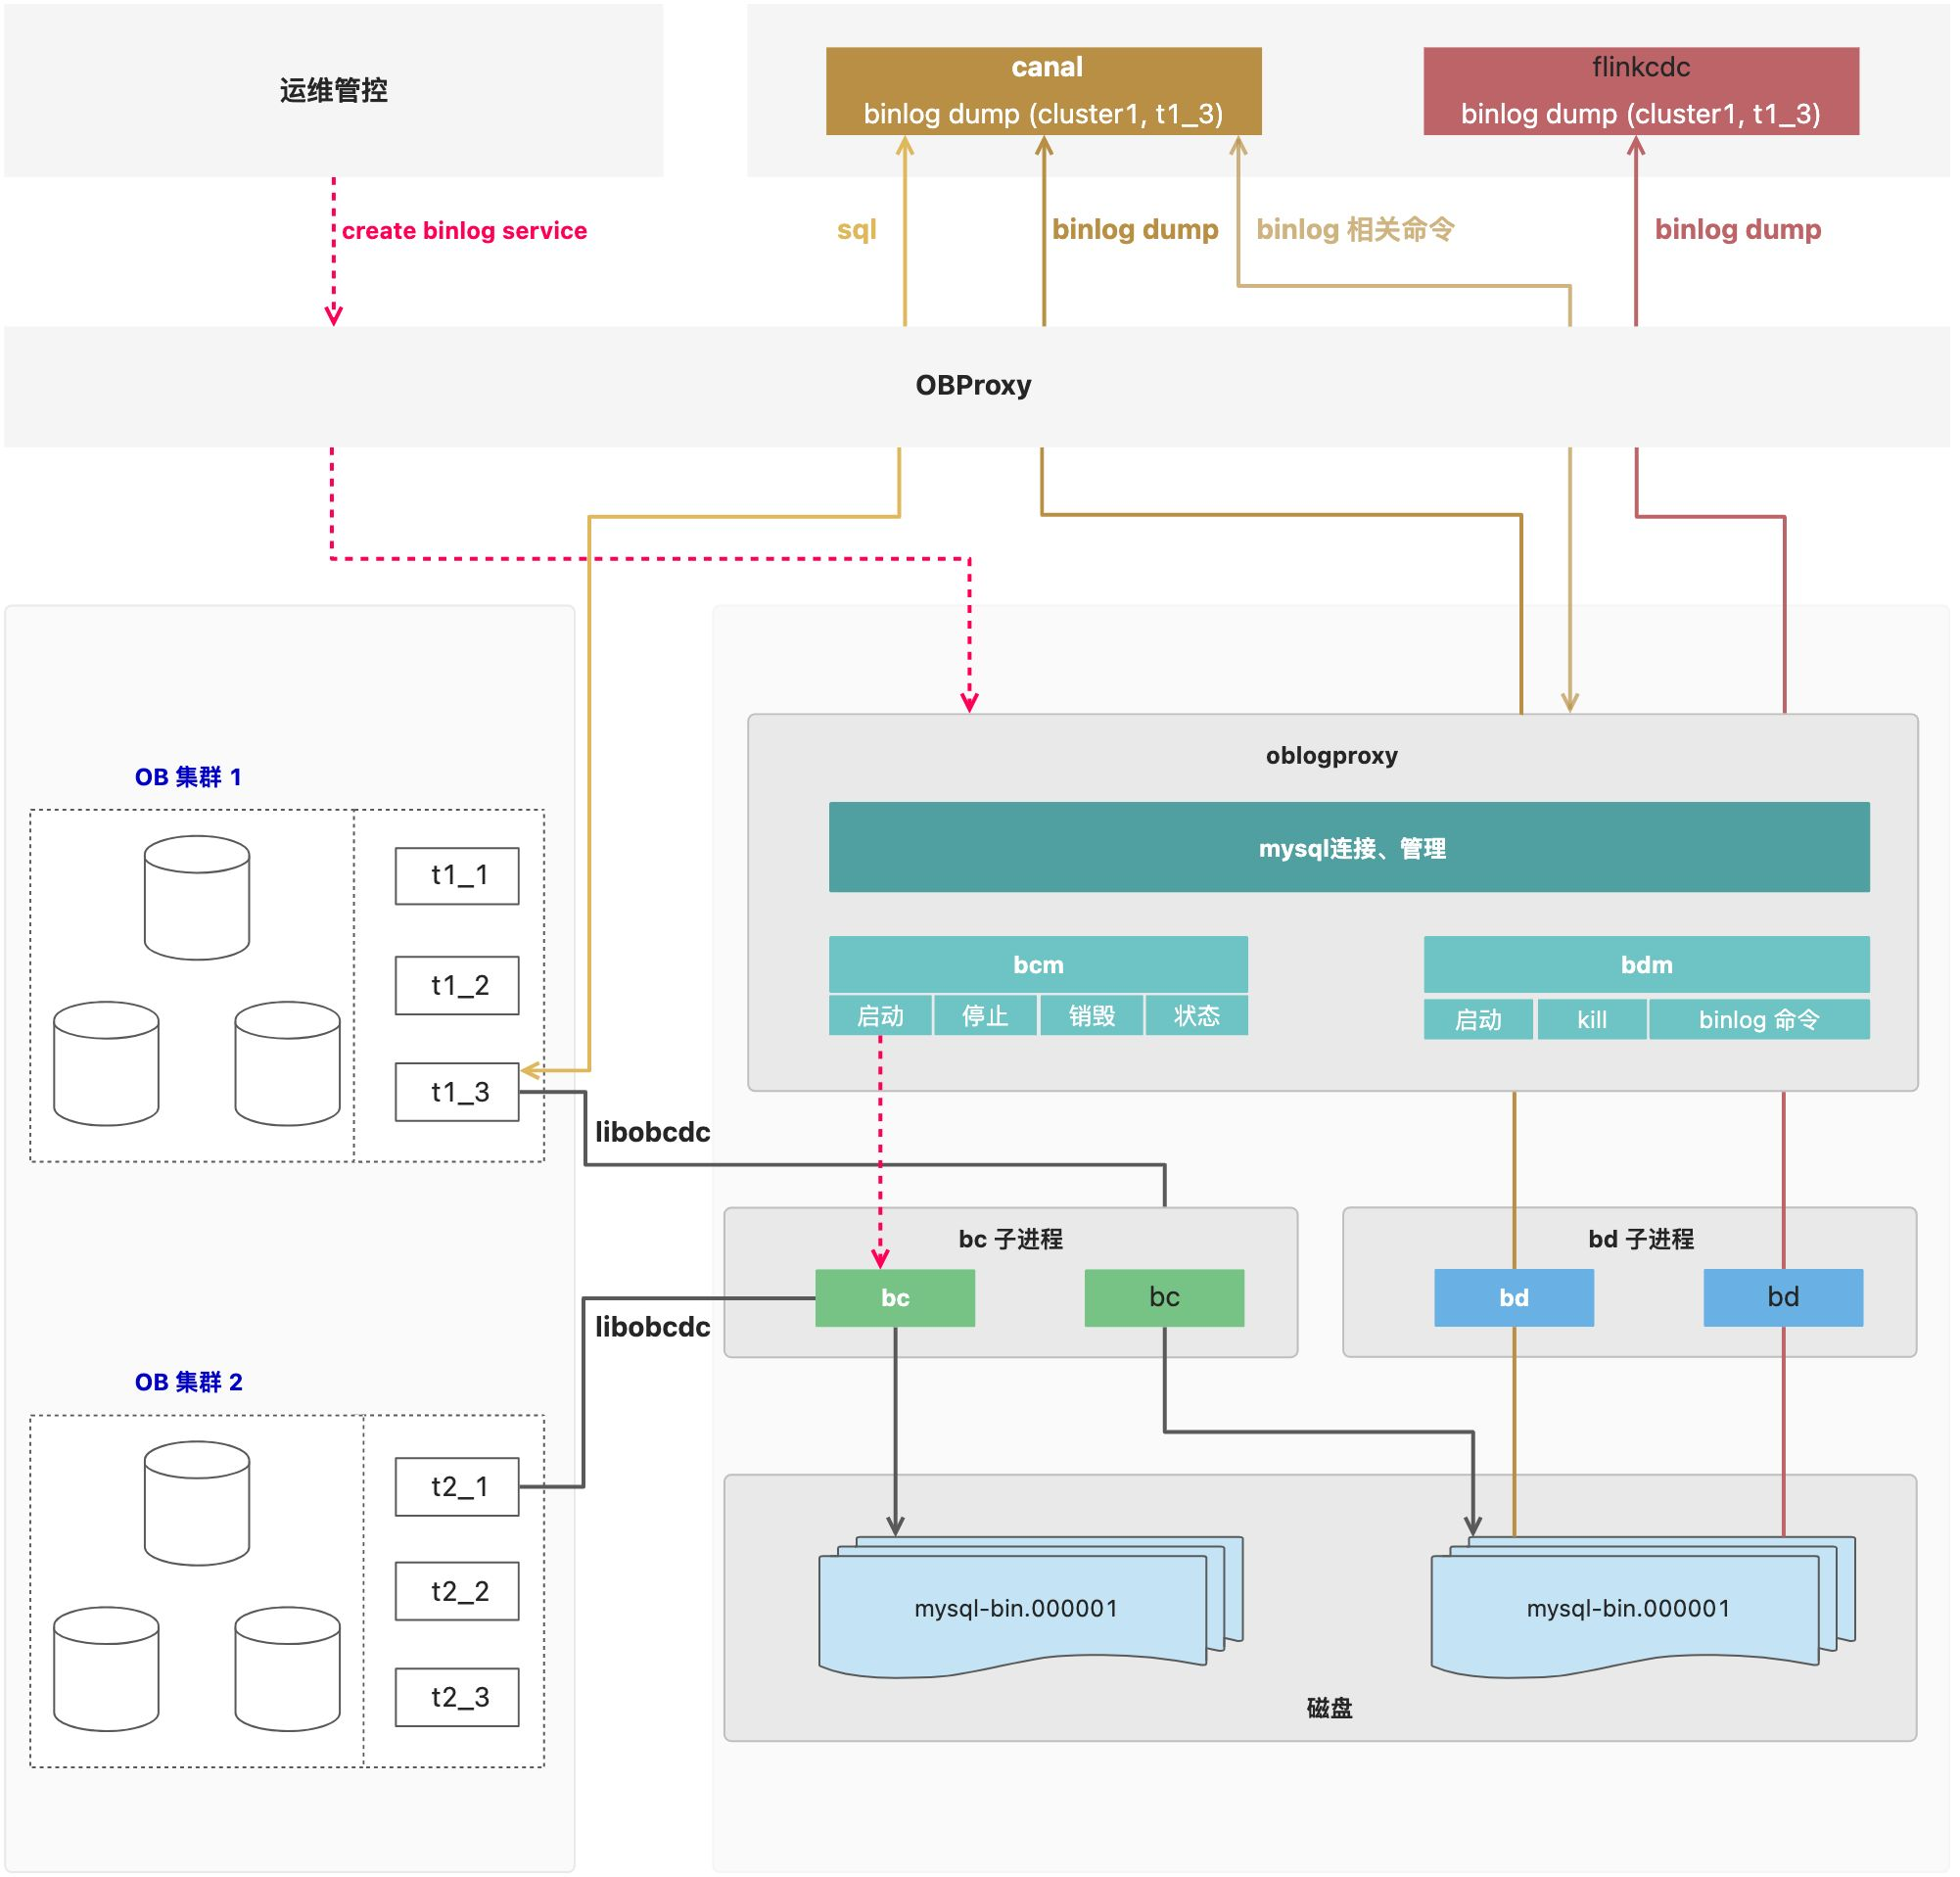 运维管控
canal
binlog dump (cluster1, t1_3)
flinkcdc
binlog dump (cluster1, t1_3)
create binlog service
sql
binlog dump
binlog 相关命令
binlog dump
OBProxy
oblogproxy
mysql连接、管理
bcm
启动
停止
销毁
状态
bdm
启动
kill
binlog 命令
OB 集群 1
t1_1
t1_2
t1_3
libobcdc
bc 子进程
bc
bc
bd 子进程
bd
bd
libobcdc
OB 集群 2
t2_1
t2_2
t2_3
mysql-bin.000001
mysql-bin.000001
磁盘